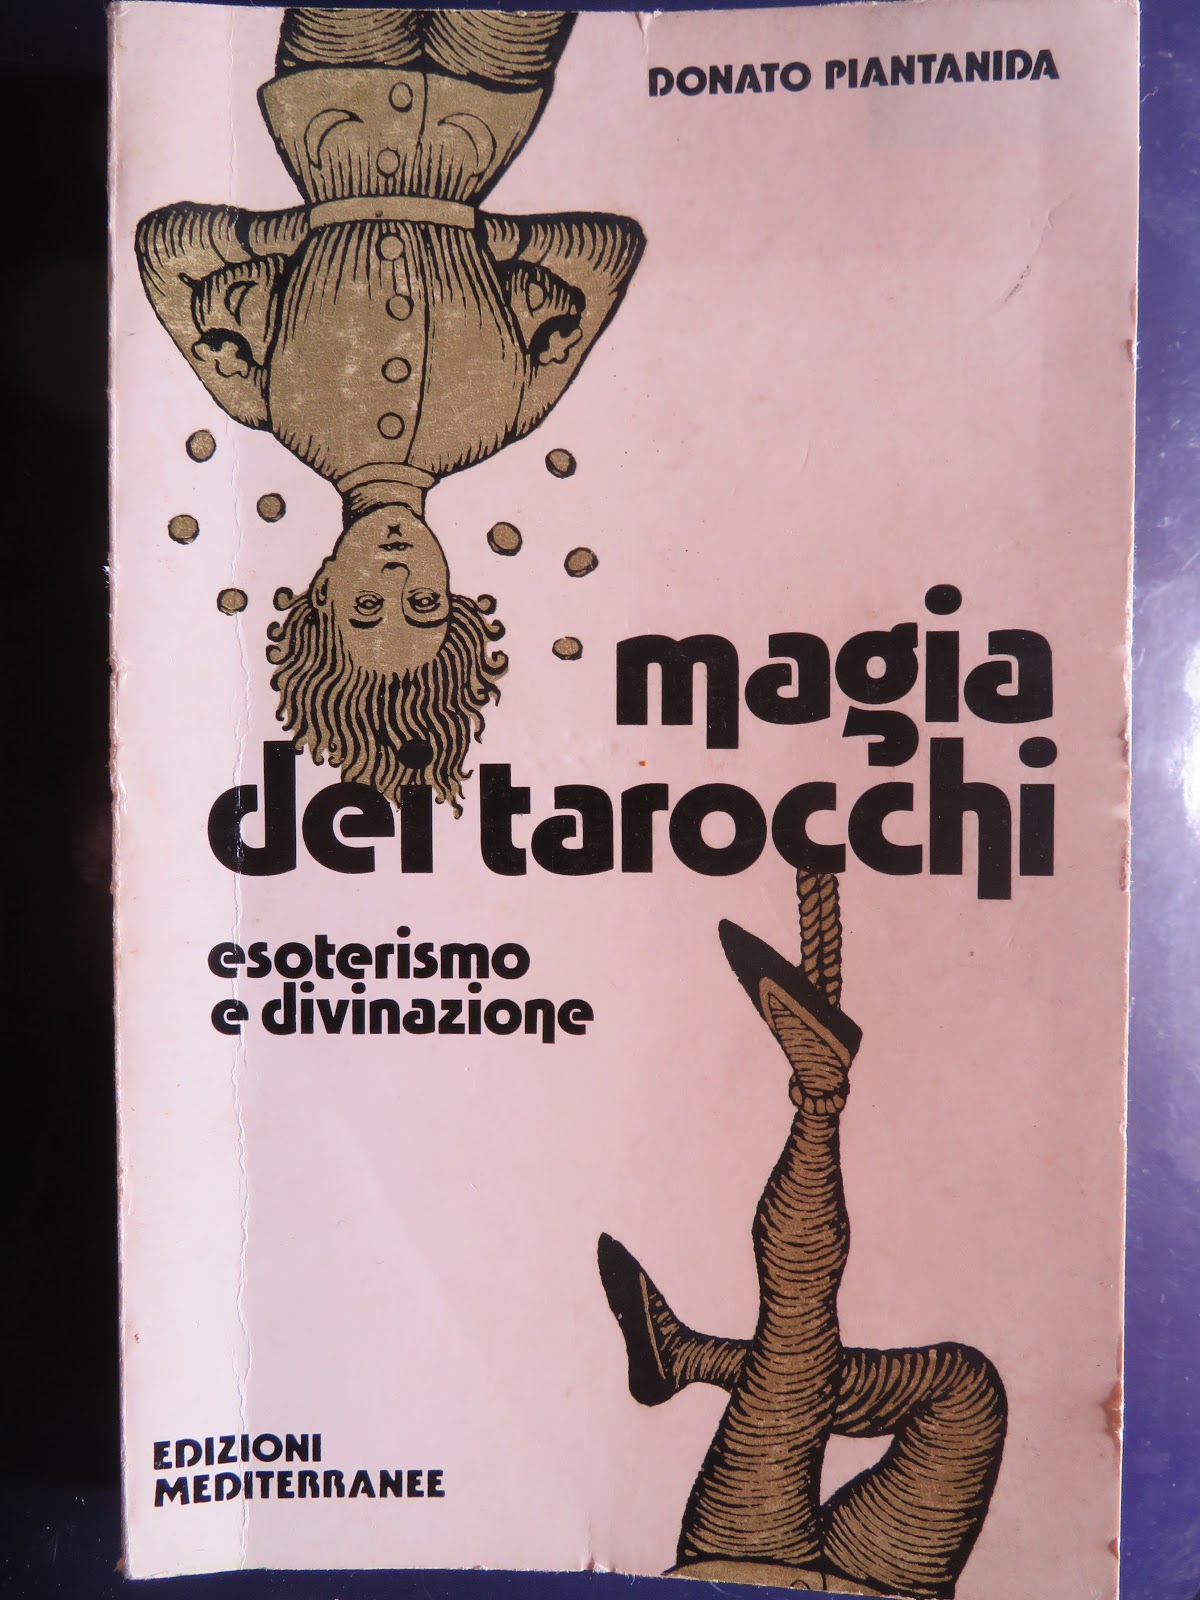 DONATO PIANTANIDA
magia
dei tarocchi
esoterismo
e divinazione
EDIZIONI
MEDITERRANEE